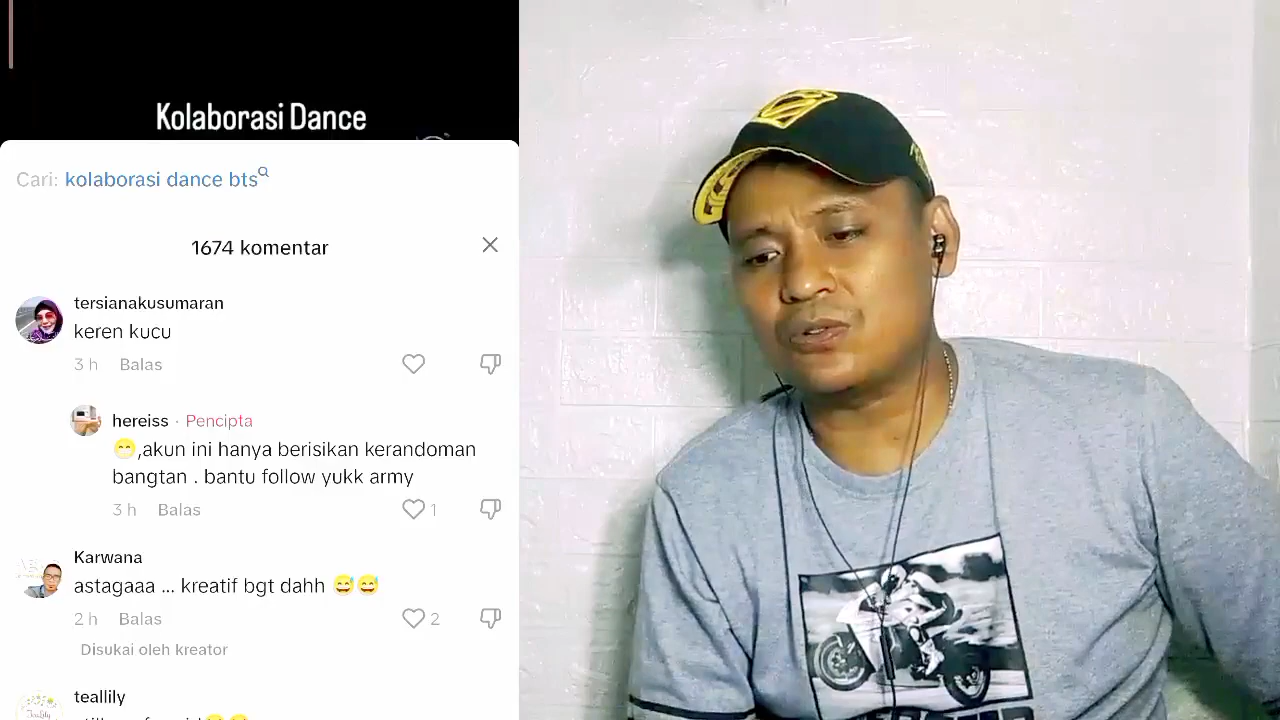 Kolaborasi Dance
Cari: kolaborasi dance bts
1674 komentar
tersianakusumaran
keren kucu
3 h Balas
hereiss · Pencipta
😁,akun ini hanya berisikan kerandoman
bangtan . bantu follow yukk army
3 h Balas 1
Karwana
astagaaa ... kreatif bgt dahh 😅😅
2 h Balas 2
Disukai oleh kreator
teallily